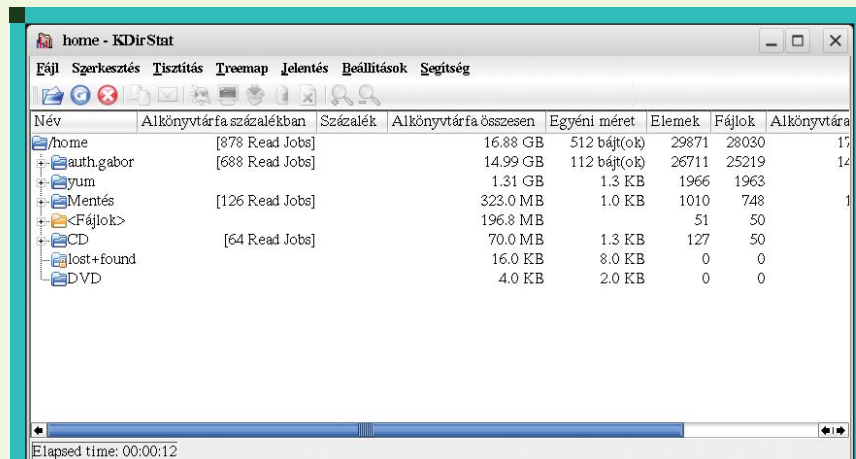 home - KDirStat
Fájl Szerkesztés Tisztítás Treemap Jelentés Beállítások Segítség
Név Alkönyvtárfa százalékban Százalék Alkönyvtárfa összesen Egyéni méret Elemek Fájlok Alkönyvtára
/home [878 Read Jobs] 16.88 GB 512 bájt(ok) 29871 28030 17
auth.gabor [688 Read Jobs] 14.99 GB 112 bájt(ok) 26711 25219 14
yum 1.31 GB 1.3 KB 1966 1963
Mentés [126 Read Jobs] 323.0 MB 1.0 KB 1010 748 1
<Fájlok> 196.8 MB 51 50
CD [64 Read Jobs] 70.0 MB 1.3 KB 127 50
lost+found 16.0 KB 8.0 KB 0 0
DVD 4.0 KB 2.0 KB 0 0
Elapsed time: 00:00:12